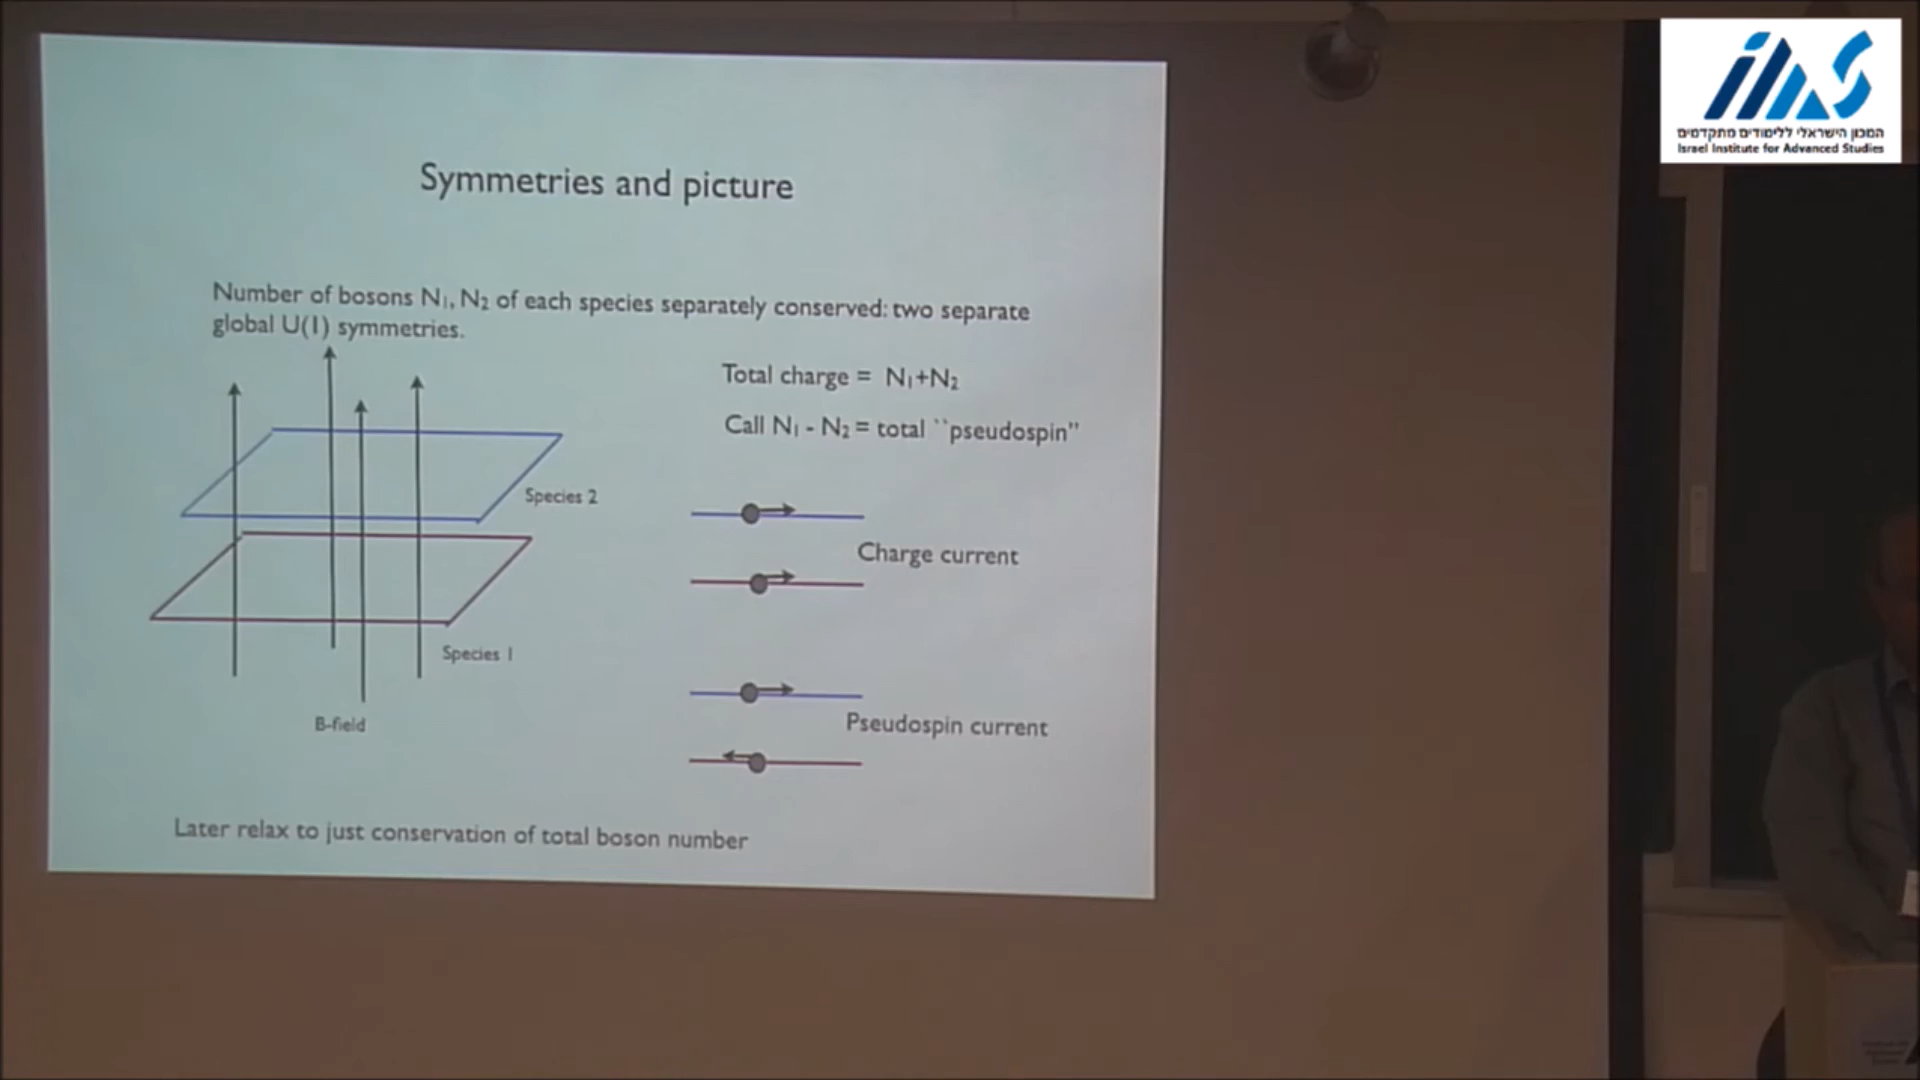 Symmetries and picture
Number of bosons N₁, N₂ of each species separately conserved: two separate
global U(1) symmetries.
Total charge = N₁+N₂
Call N₁ - N₂ = total ``pseudospin"
Species 2
Charge current
Species 1
B-field
Pseudospin current
Later relax to just conservation of total boson number
המכון הישראלי ללימודים מתקדמים
Israel Institute for Advanced Studies